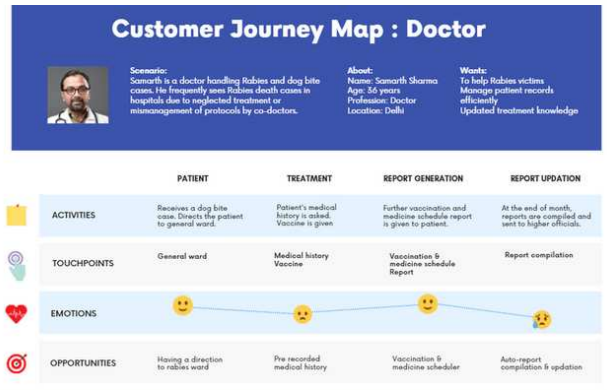 Customer Journey Map : Doctor
Scenario:
Samarth is a doctor handling Rabies and dog bite
cases. He frequently sees Rabies death cases in
hospitals due to neglected treatment or
mismanagement of protocols by co-doctors.
About:
Name: Samarth Sharma
Age: 36 years
Profession: Doctor
Location: Delhi
Wants:
To help Rabies victims
Manage patient records
efficiently
Updated treatment knowledge
PATIENT
TREATMENT
REPORT GENERATION
REPORT UPDATION
ACTIVITIES
Receives a dog bite
case. Directs the patient
to general ward.
Patient's medical
history is asked.
Vaccine is given
Further vaccination and
medicine schedule report
is given to patient.
At the end of month,
reports are compiled and
sent to higher officials.
TOUCHPOINTS
General ward
Medical history
Vaccine
Vaccination &
medicine schedule
Report
Report compilation
EMOTIONS
OPPORTUNITIES
Having a direction
to rabies ward
Pre recorded
medical history
Vaccination &
medicine scheduler
Auto-report
compilation & updation